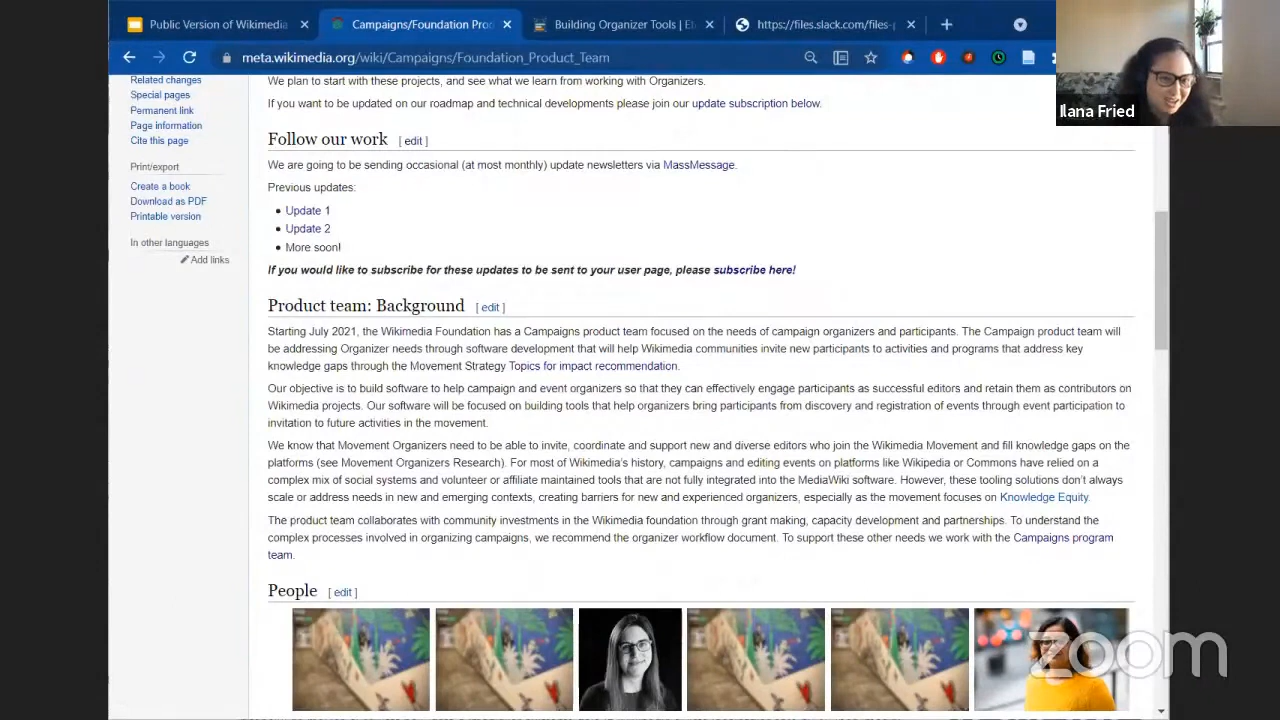 Public Version of Wikimedia
Campaigns/Foundation Prod
Building Organizer Tools | Et
https://files.slack.com/files-
meta.wikimedia.org/wiki/Campaigns/Foundation_Product_Team
Ilana Fried
Related changes
Special pages
Permanent link
Page information
Cite this page
Print/export
Create a book
Download as PDF
Printable version
In other languages
Add links
We plan to start with these projects, and see what we learn from working with Organizers.
If you want to be updated on our roadmap and technical developments please join our update subscription below.
Follow our work [ edit ]
We are going to be sending occasional (at most monthly) update newsletters via MassMessage.
Previous updates:
Update 1
Update 2
More soon!
If you would like to subscribe for these updates to be sent to your user page, please subscribe here!
Product team: Background [ edit ]
Starting July 2021, the Wikimedia Foundation has a Campaigns product team focused on the needs of campaign organizers and participants. The Campaign product team will
be addressing Organizer needs through software development that will help Wikimedia communities invite new participants to activities and programs that address key
knowledge gaps through the Movement Strategy Topics for impact recommendation.
Our objective is to build software to help campaign and event organizers so that they can effectively engage participants as successful editors and retain them as contributors on
Wikimedia projects. Our software will be focused on building tools that help organizers bring participants from discovery and registration of events through event participation to
invitation to future activities in the movement.
We know that Movement Organizers need to be able to invite, coordinate and support new and diverse editors who join the Wikimedia Movement and fill knowledge gaps on the
platforms (see Movement Organizers Research). For most of Wikimedia's history, campaigns and editing events on platforms like Wikipedia or Commons have relied on a
complex mix of social systems and volunteer or affiliate maintained tools that are not fully integrated into the MediaWiki software. However, these tooling solutions don't always
scale or address needs in new and emerging contexts, creating barriers for new and experienced organizers, especially as the movement focuses on Knowledge Equity.
The product team collaborates with community investments in the Wikimedia foundation through grant making, capacity development and partnerships. To understand the
complex processes involved in organizing campaigns, we recommend the organizer workflow document. To support these other needs we work with the Campaigns program
team.
People [ edit ]
zoom